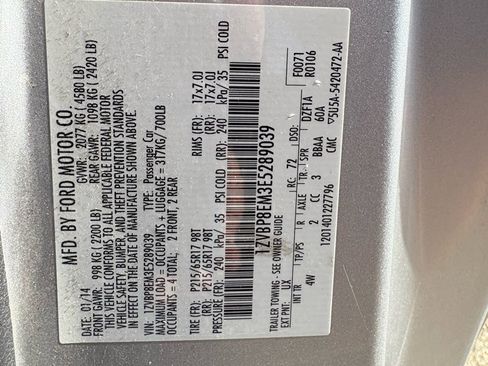 MFD. BY FORD MOTOR CO.
DATE: 01/14 GVWR: 2077 KG ( 4580 LB)
FRONT GAWR: 998 KG ( 2200 LB) REAR GAWR: 1098 KG ( 2420 LB)
THIS VEHICLE CONFORMS TO ALL APPLICABLE FEDERAL MOTOR
VEHICLE SAFETY, BUMPER, AND THEFT PREVENTION STANDARDS
IN EFFECT ON THE DATE OF MANUFACTURE SHOWN ABOVE.
VIN: 1ZVBP8EM3E5289039 TYPE: Passenger Car
MAXIMUM LOAD = OCCUPANTS + LUGGAGE = 317KG / 700LB
OCCUPANTS = 4 TOTAL; 2 FRONT, 2 REAR
TIRE (FR): P215/65R17 98T RIMS (FR): 17x7.0J
TIRE (RR): P215/65R17 98T RIMS (RR): 17x7.0J
PRESSURE (FR): 240 kPa/ 35 PSI COLD (RR): 240 kPa/ 35 PSI COLD
1ZVBP8EM3E5289039
TRAILER TOWING - SEE OWNER GUIDE
F0071
R0106
EXT PNT: UX RC: 72 DSO:
INT TR TP/PS R AXLE TR SPR DZF1A
4W 2 CC 3 BBAA 60A
1201401227796 5U5A-5420472-AA